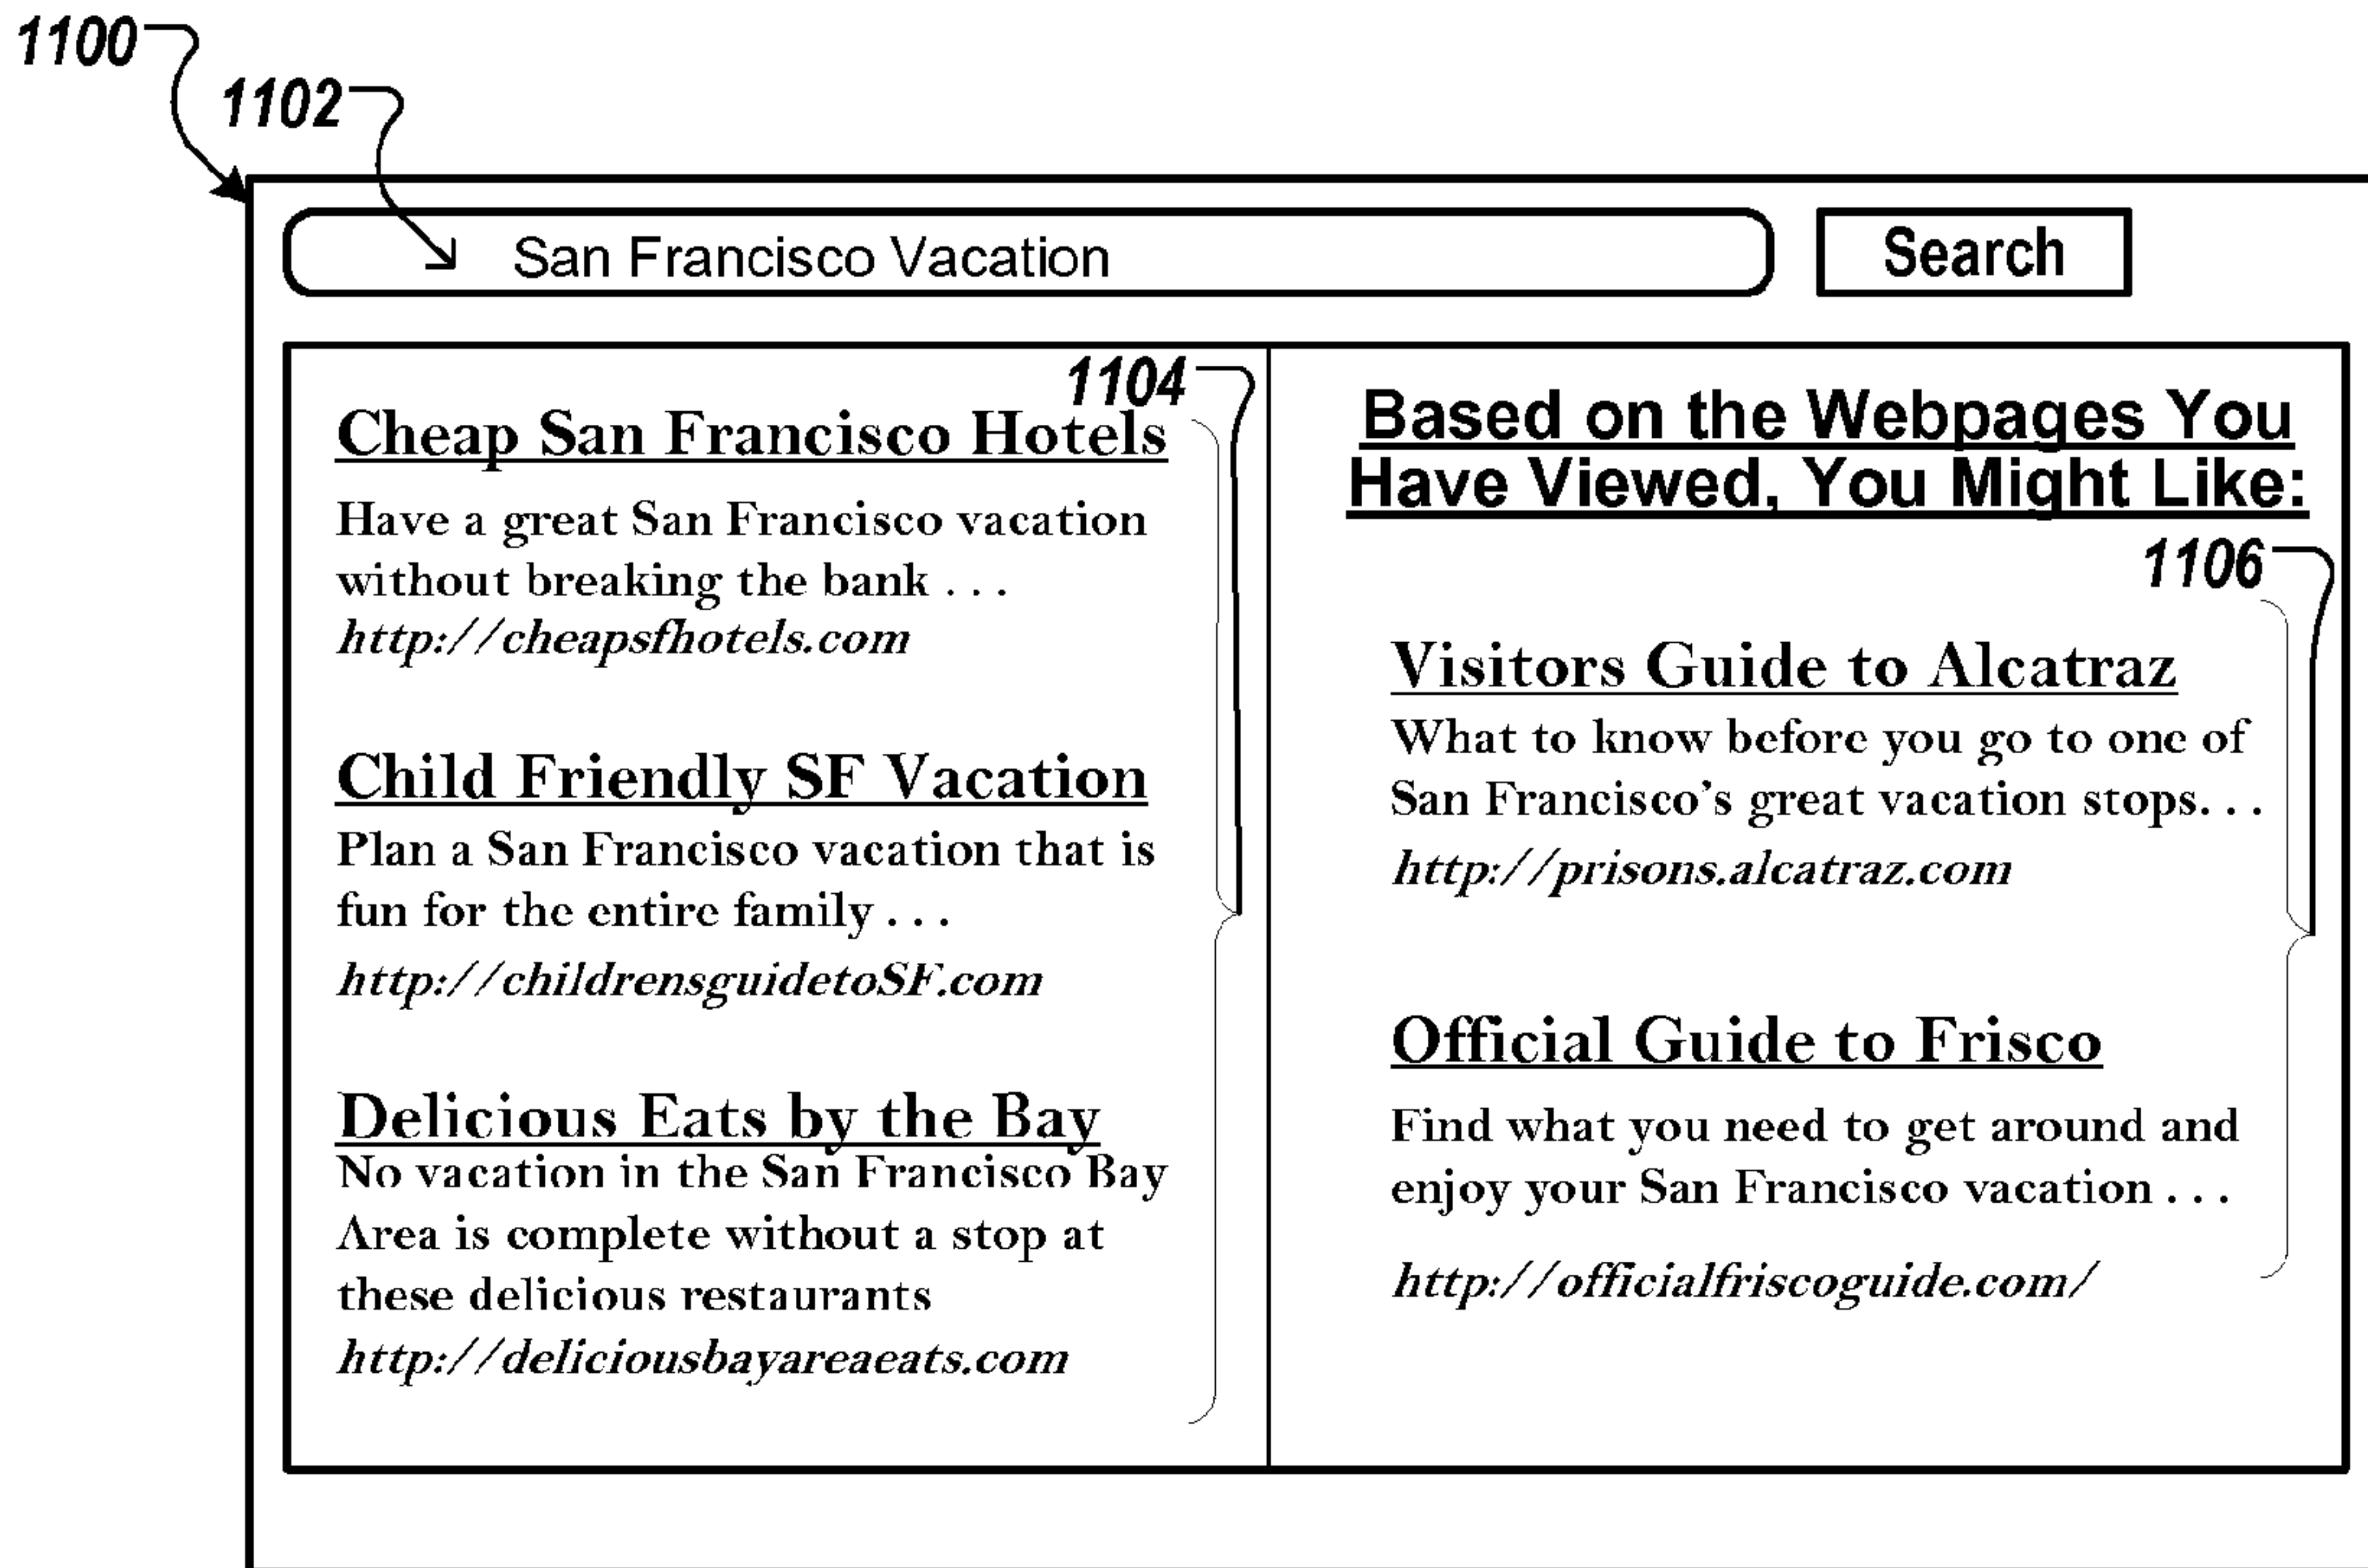 1100
1102
San Francisco Vacation
Search
1104
Cheap San Francisco Hotels
Have a great San Francisco vacation
without breaking the bank . . .
http://cheapsfhotels.com
Child Friendly SF Vacation
Plan a San Francisco vacation that is
fun for the entire family . . .
http://childrensguidetoSF.com
Delicious Eats by the Bay
No vacation in the San Francisco Bay
Area is complete without a stop at
these delicious restaurants
http://deliciousbayareaeats.com
Based on the Webpages You
Have Viewed, You Might Like:
1106
Visitors Guide to Alcatraz
What to know before you go to one of
San Francisco's great vacation stops. . .
http://prisons.alcatraz.com
Official Guide to Frisco
Find what you need to get around and
enjoy your San Francisco vacation . . .
http://officialfriscoguide.com/